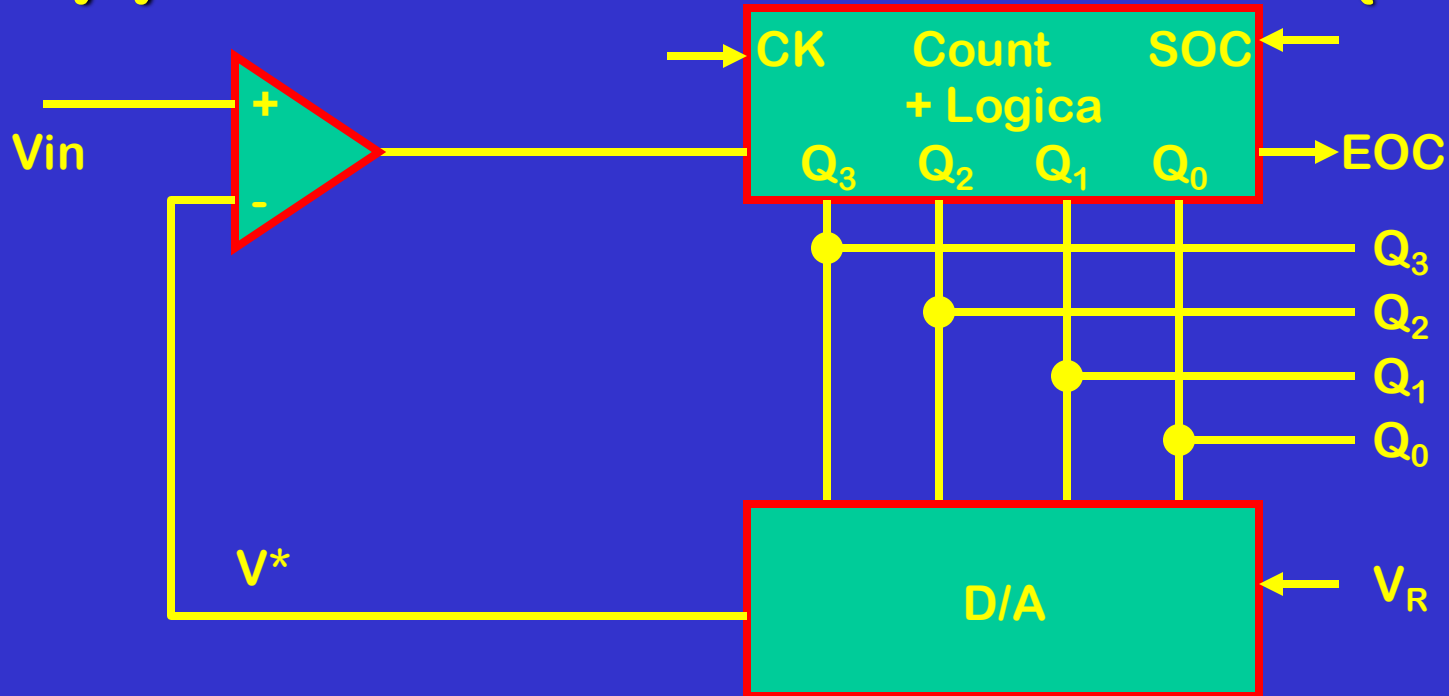 CK Count SOC
+ Logica
+
Vin
EOC
Q3 Q2 Q1 Q0
-
Q3
Q2
Q1
Q0
V*
D/A
VR